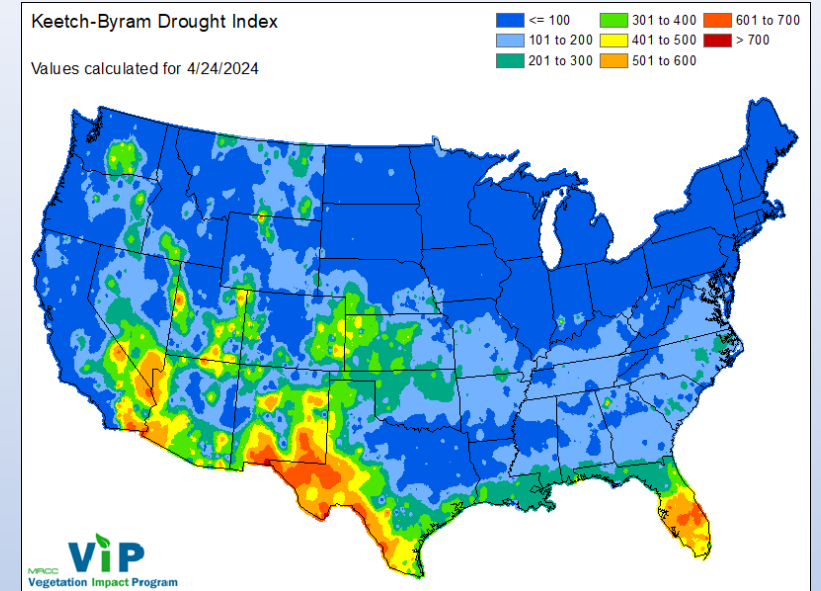 Keetch-Byram Drought Index
Values calculated for 4/24/2024
<= 100
101 to 200
201 to 300
301 to 400
401 to 500
501 to 600
601 to 700
> 700
MRCC ViP
Vegetation Impact Program